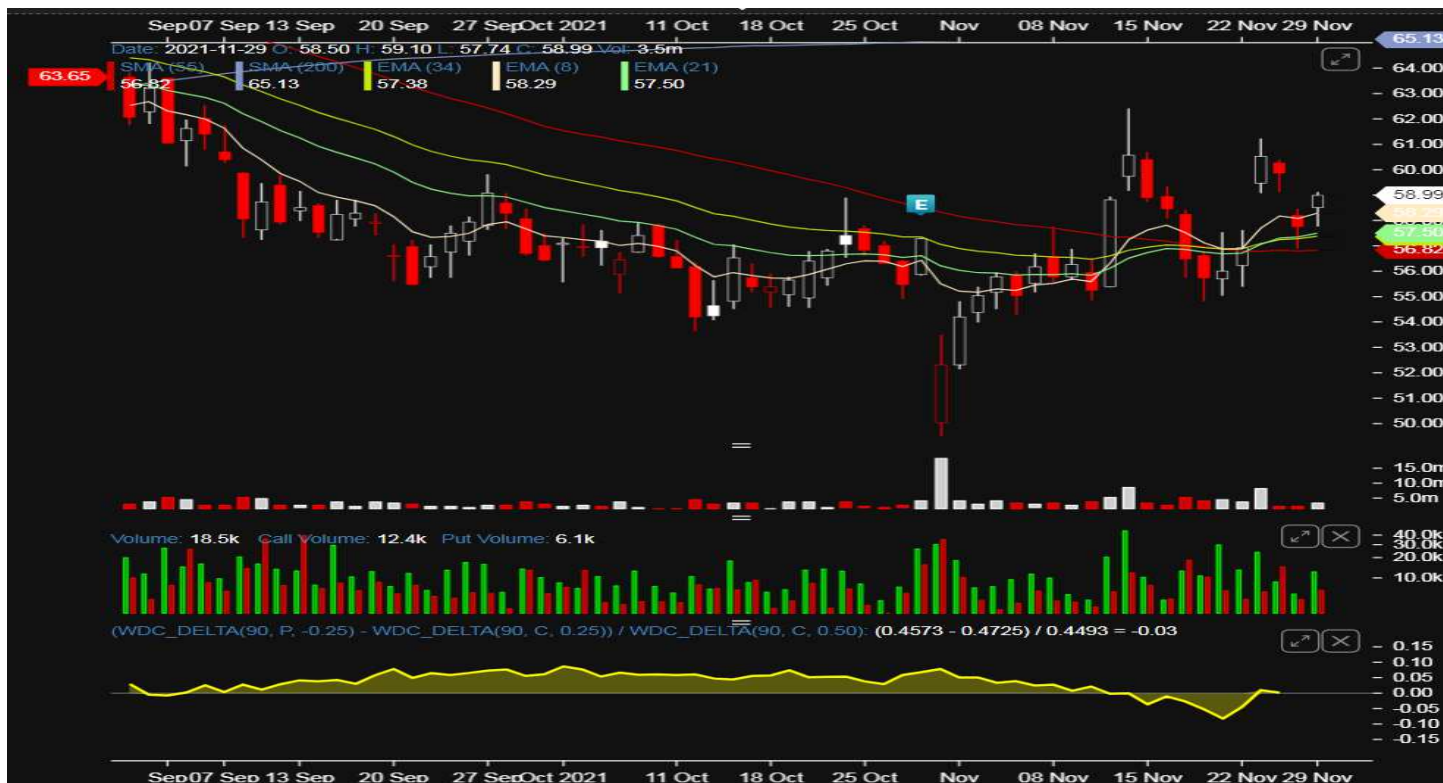 Sep07 Sep 13 Sep 20 Sep 27 SepOct 2021 11 Oct 18 Oct 25 Oct Nov 08 Nov 15 Nov 22 Nov 29 Nov
Date: 2021-11-29 O: 58.50 H: 59.10 L: 57.74 C: 58.99 Vol: 3.5m
65.13
SMA (55) SMA (200) EMA (34) EMA (8) EMA (21)
56.82 65.13 57.38 58.29 57.50
63.65
64.00
63.00
62.00
61.00
60.00
58.99
58.29
57.50
56.82
56.00
55.00
54.00
53.00
52.00
51.00
50.00
E
15.0m
10.0m
5.0m
Volume: 18.5k Call Volume: 12.4k Put Volume: 6.1k
40.0k
30.0k
20.0k
10.0k
(WDC_DELTA(90, P, -0.25) - WDC_DELTA(90, C, 0.25)) / WDC_DELTA(90, C, 0.50): (0.4573 - 0.4725) / 0.4493 = -0.03
0.15
0.10
0.05
0.00
-0.05
-0.10
-0.15
Sep07 Sep 13 Sep 20 Sep 27 SepOct 2021 11 Oct 18 Oct 25 Oct Nov 08 Nov 15 Nov 22 Nov 29 Nov